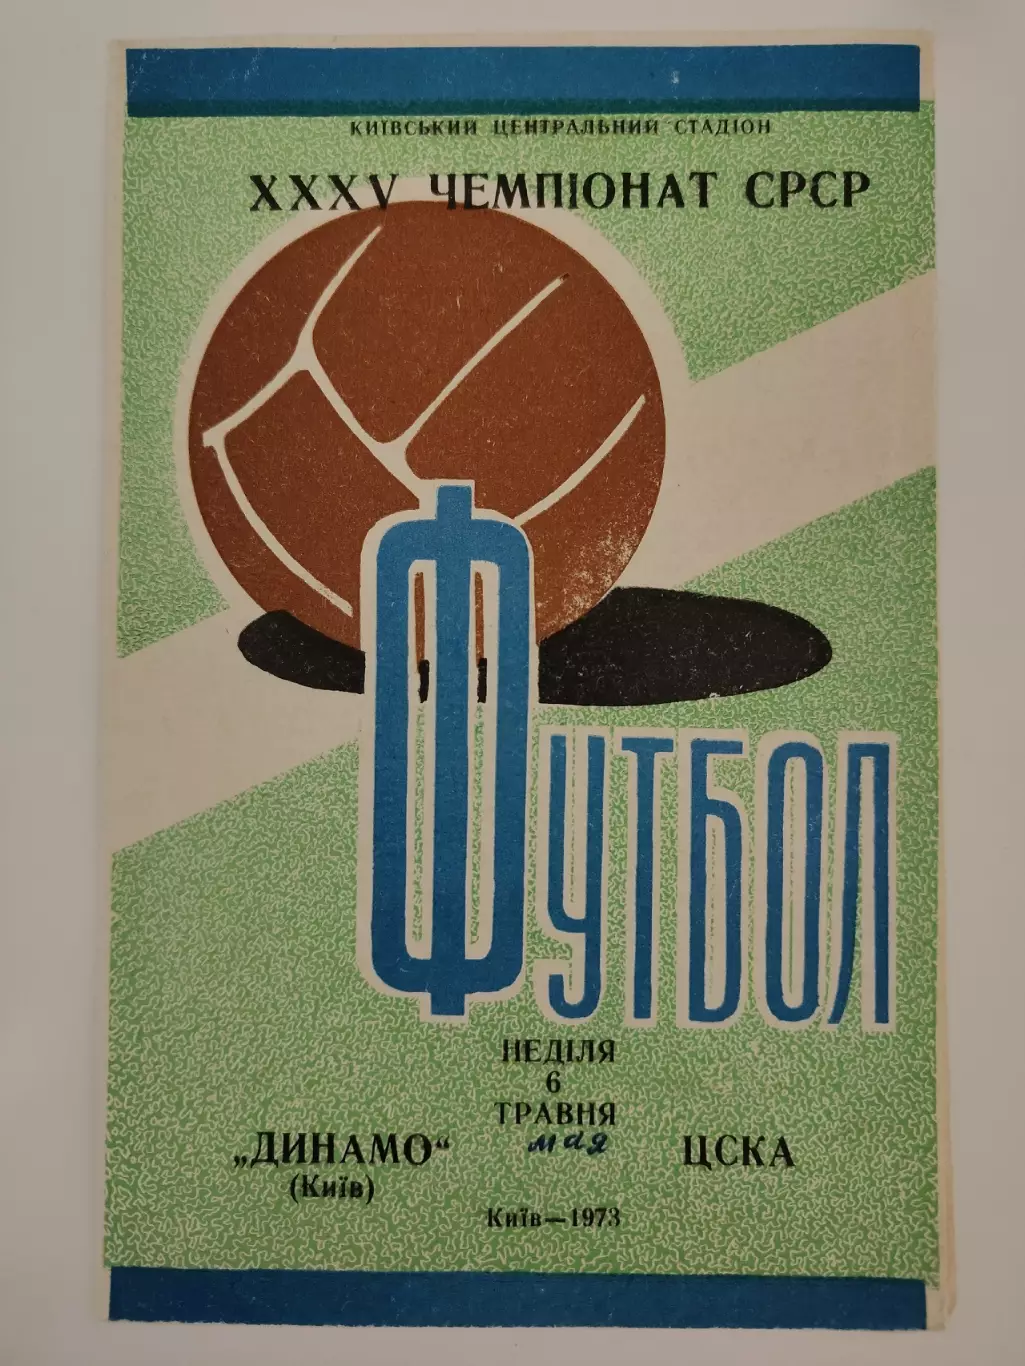 КИЇВСЬКИЙ ЦЕНТРАЛЬНИЙ СТАДІОН
XXXV ЧЕМПІОНАТ СРСР
ФУТБОЛ
НЕДІЛЯ
6
ТРАВНЯ
мая
„ДИНАМО“
(Київ)
ЦСКА
Київ—1973